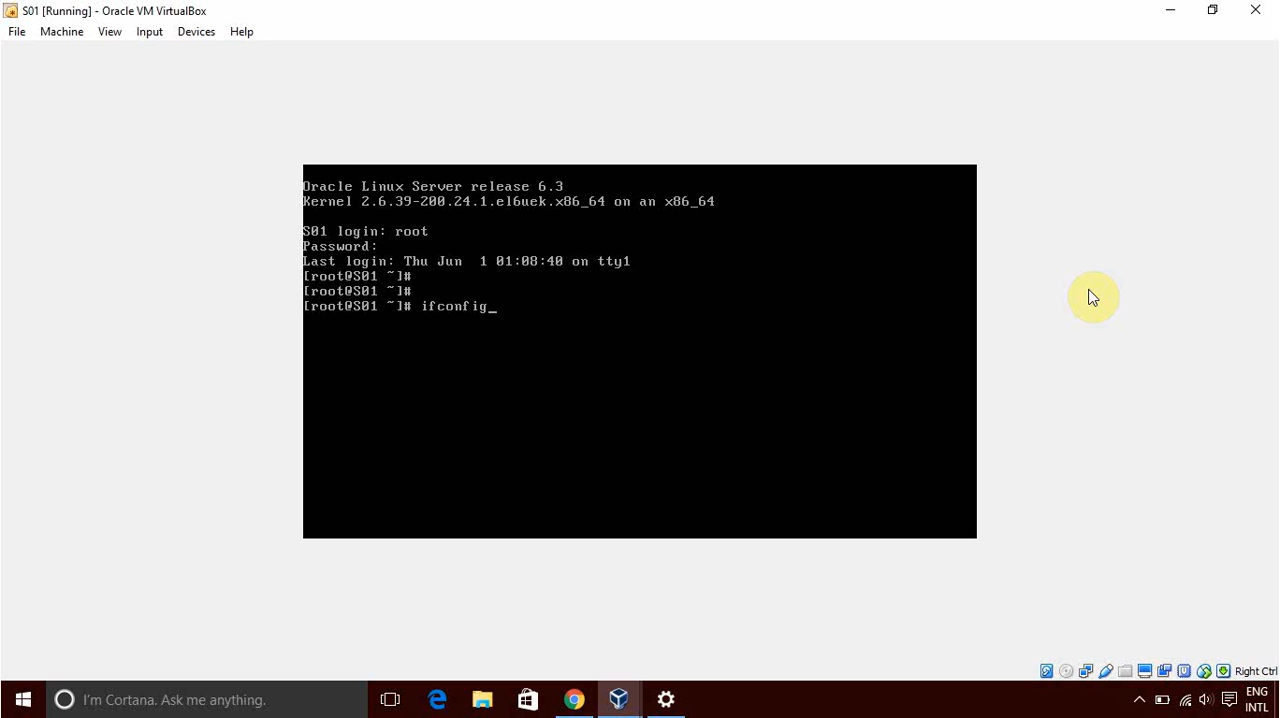 S01 [Running] - Oracle VM VirtualBox
File Machine View Input Devices Help
Oracle Linux Server release 6.3
Kernel 2.6.39-200.24.1.el6uek.x86_64 on an x86_64
S01 login: root
Password:
Last login: Thu Jun  1 01:08:40 on tty1
[root@S01 ~]#
[root@S01 ~]#
[root@S01 ~]# ifconfig_
Right Ctrl
I'm Cortana. Ask me anything.
ENG
INTL